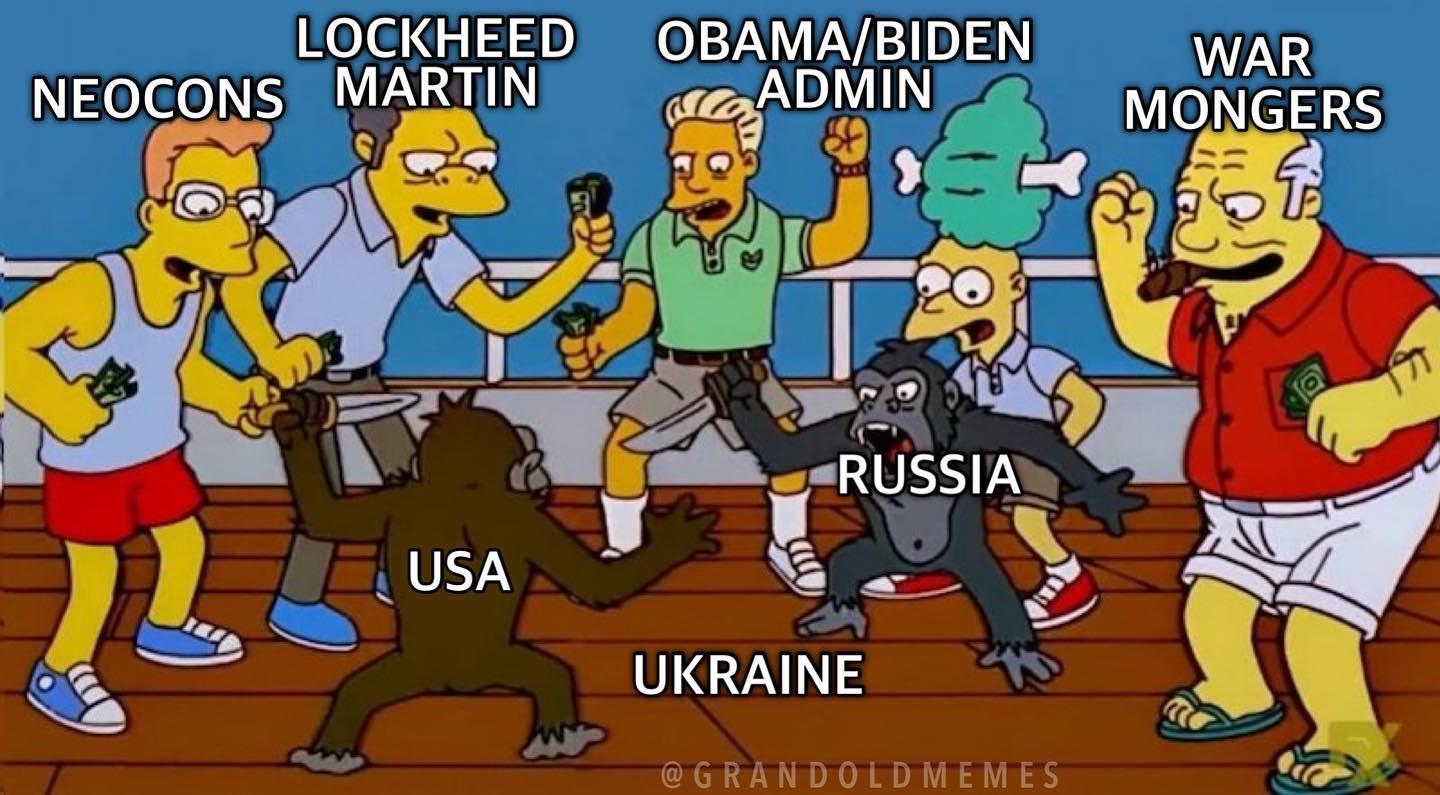 NEOCONS
LOCKHEED
MARTIN
OBAMA/BIDEN
ADMIN
WAR
MONGERS
RUSSIA
USA
UKRAINE
@GRANDOLDMEMES